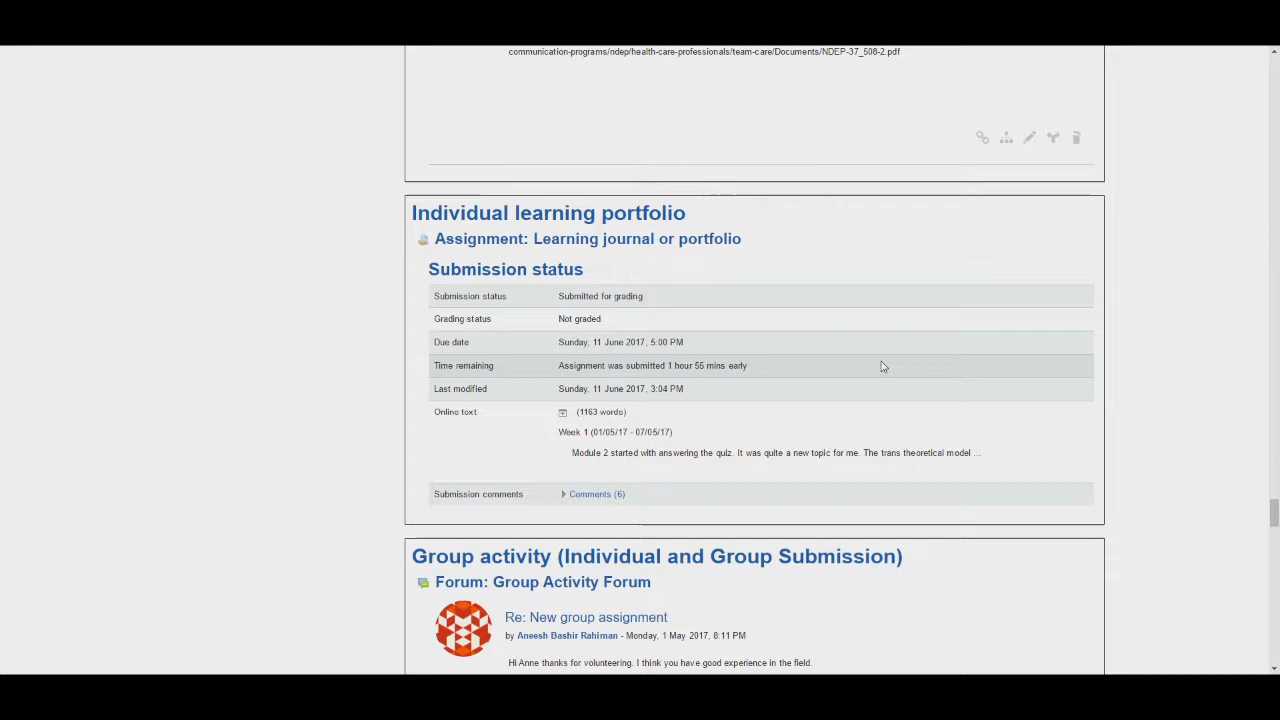 communication-programs/ndep/health-care-professionals/team-care/Documents/NDEP-37_508-2.pdf
Individual learning portfolio
Assignment: Learning journal or portfolio
Submission status
Submission status Submitted for grading
Grading status Not graded
Due date Sunday, 11 June 2017, 5:00 PM
Time remaining Assignment was submitted 1 hour 55 mins early
Last modified Sunday, 11 June 2017, 3:04 PM
Online text (1163 words)
Week 1 (01/05/17 - 07/05/17)
Module 2 started with answering the quiz. It was quite a new topic for me. The trans theoretical model ...
Submission comments Comments (6)
Group activity (Individual and Group Submission)
Forum: Group Activity Forum
Re: New group assignment
by Aneesh Bashir Rahiman - Monday, 1 May 2017, 8:11 PM
Hi Anne thanks for volunteering. I think you have good experience in the field.